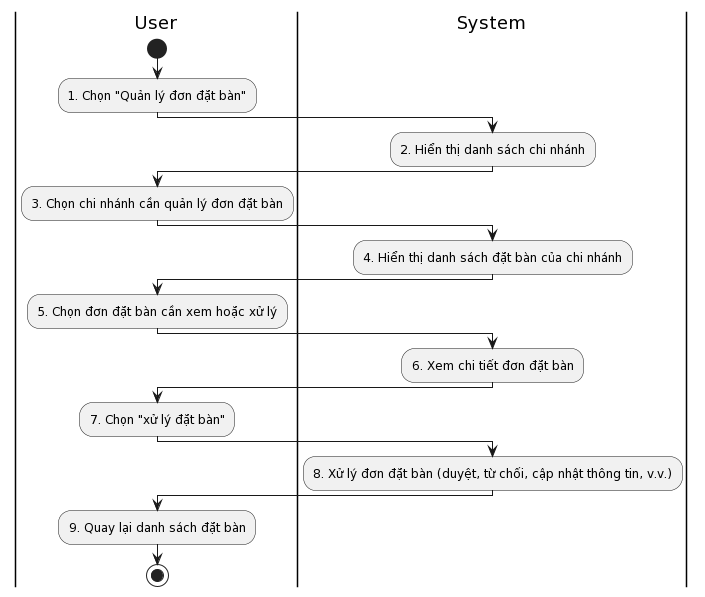 User
System
1. Chọn "Quản lý đơn đặt bàn"
2. Hiển thị danh sách chi nhánh
3. Chọn chi nhánh cần quản lý đơn đặt bàn
4. Hiển thị danh sách đặt bàn của chi nhánh
5. Chọn đơn đặt bàn cần xem hoặc xử lý
6. Xem chi tiết đơn đặt bàn
7. Chọn "xử lý đặt bàn"
8. Xử lý đơn đặt bàn (duyệt, từ chối, cập nhật thông tin, v.v.)
9. Quay lại danh sách đặt bàn